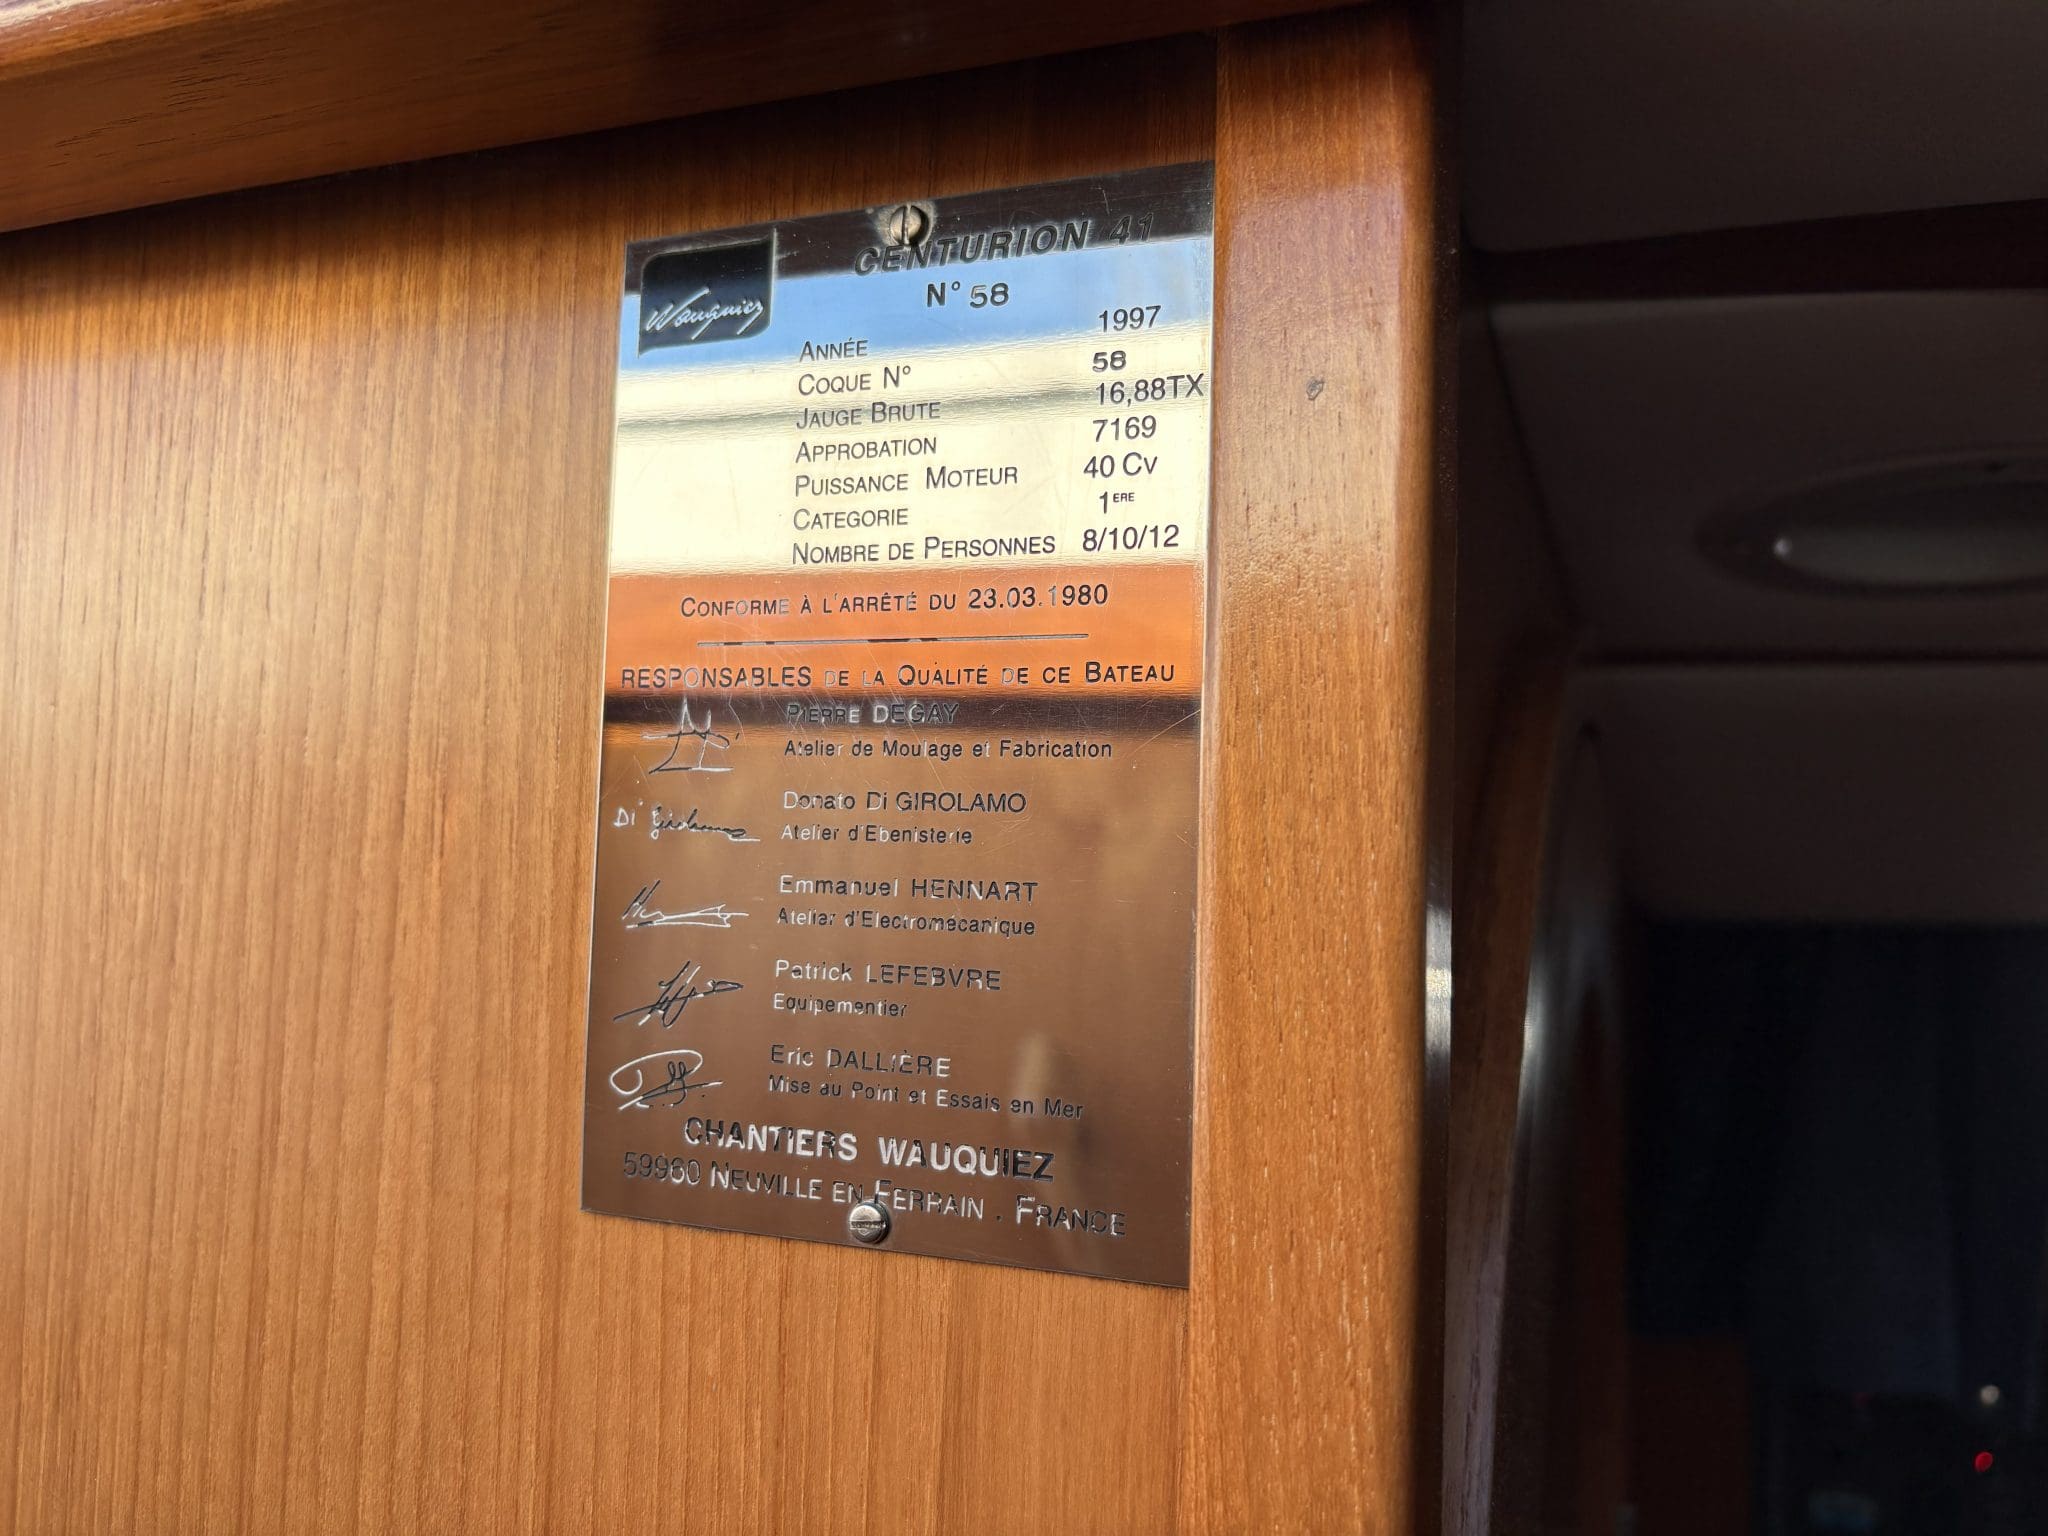 Wauquiez
CENTURION 41
N° 58
ANNÉE 1997
COQUE N° 58
JAUGE BRUTE 16,88TX
APPROBATION 7169
PUISSANCE MOTEUR 40 CV
CATEGORIE 1ERE
NOMBRE DE PERSONNES 8/10/12
CONFORME À L'ARRÊTÉ DU 23.03.1980
RESPONSABLES DE LA QUALITÉ DE CE BATEAU
PIERRE DEGAY
Atelier de Moulage et Fabrication
Di Girolamo
Donato Di GIROLAMO
Atelier d'Ebenisterie
Emmanuel HENNART
Atelier d'Electromécanique
Patrick LEFEBVRE
Equipementier
Eric DALLIÈRE
Mise au Point et Essais en Mer
CHANTIERS WAUQUIEZ
59960 NEUVILLE EN FERRAIN . FRANCE